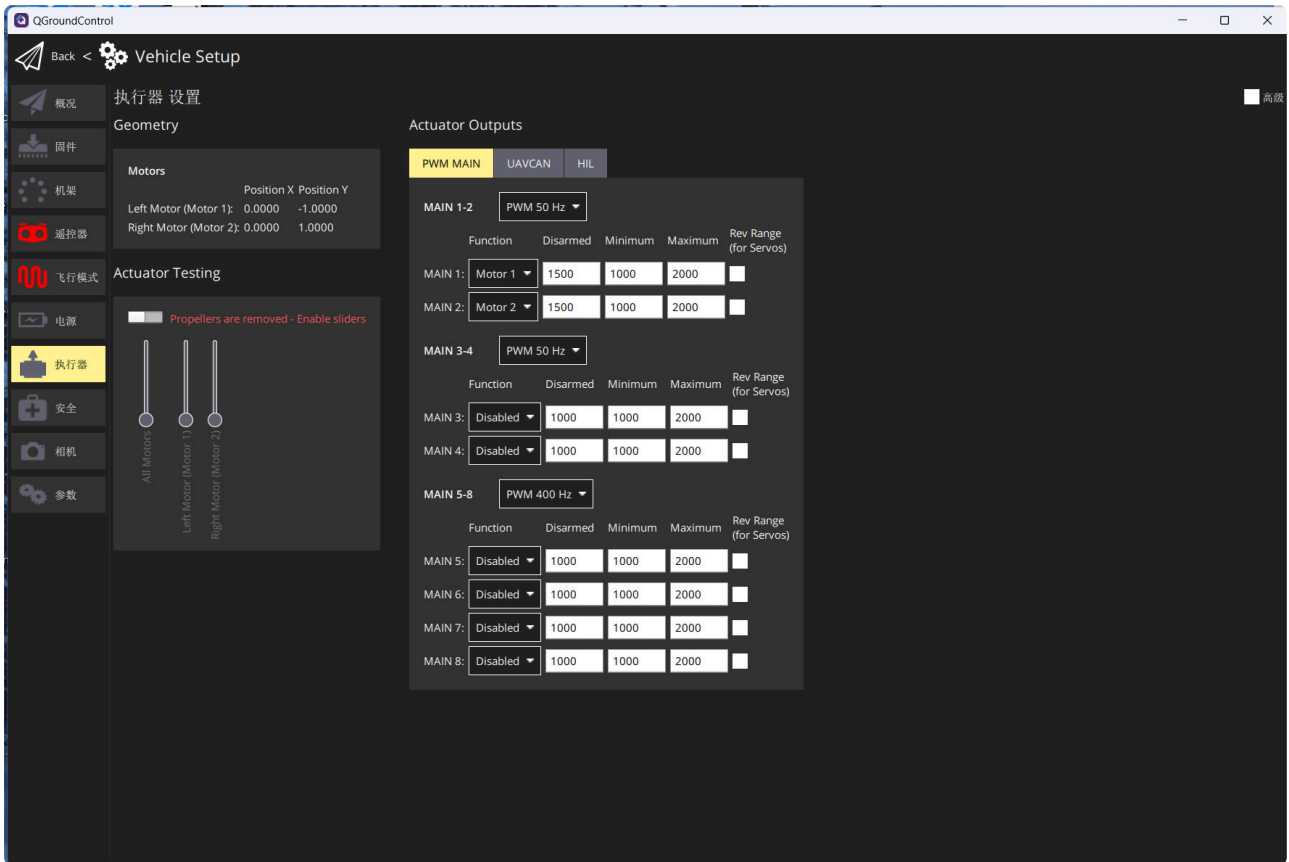 QGroundControl
Back < Vehicle Setup
概况
固件
机架
遥控器
飞行模式
电源
执行器
安全
相机
参数
执行器 设置
高级
Geometry
Motors
Position X Position Y
Left Motor (Motor 1): 0.0000 -1.0000
Right Motor (Motor 2): 0.0000 1.0000
Actuator Testing
Propellers are removed - Enable sliders
All Motors
Left Motor (Motor 1)
Right Motor (Motor 2)
Actuator Outputs
PWM MAIN UAVCAN HIL
MAIN 1-2 PWM 50 Hz
Function Disarmed Minimum Maximum Rev Range
(for Servos)
MAIN 1: Motor 1 1500 1000 2000
MAIN 2: Motor 2 1500 1000 2000
MAIN 3-4 PWM 50 Hz
Function Disarmed Minimum Maximum Rev Range
(for Servos)
MAIN 3: Disabled 1000 1000 2000
MAIN 4: Disabled 1000 1000 2000
MAIN 5-8 PWM 400 Hz
Function Disarmed Minimum Maximum Rev Range
(for Servos)
MAIN 5: Disabled 1000 1000 2000
MAIN 6: Disabled 1000 1000 2000
MAIN 7: Disabled 1000 1000 2000
MAIN 8: Disabled 1000 1000 2000